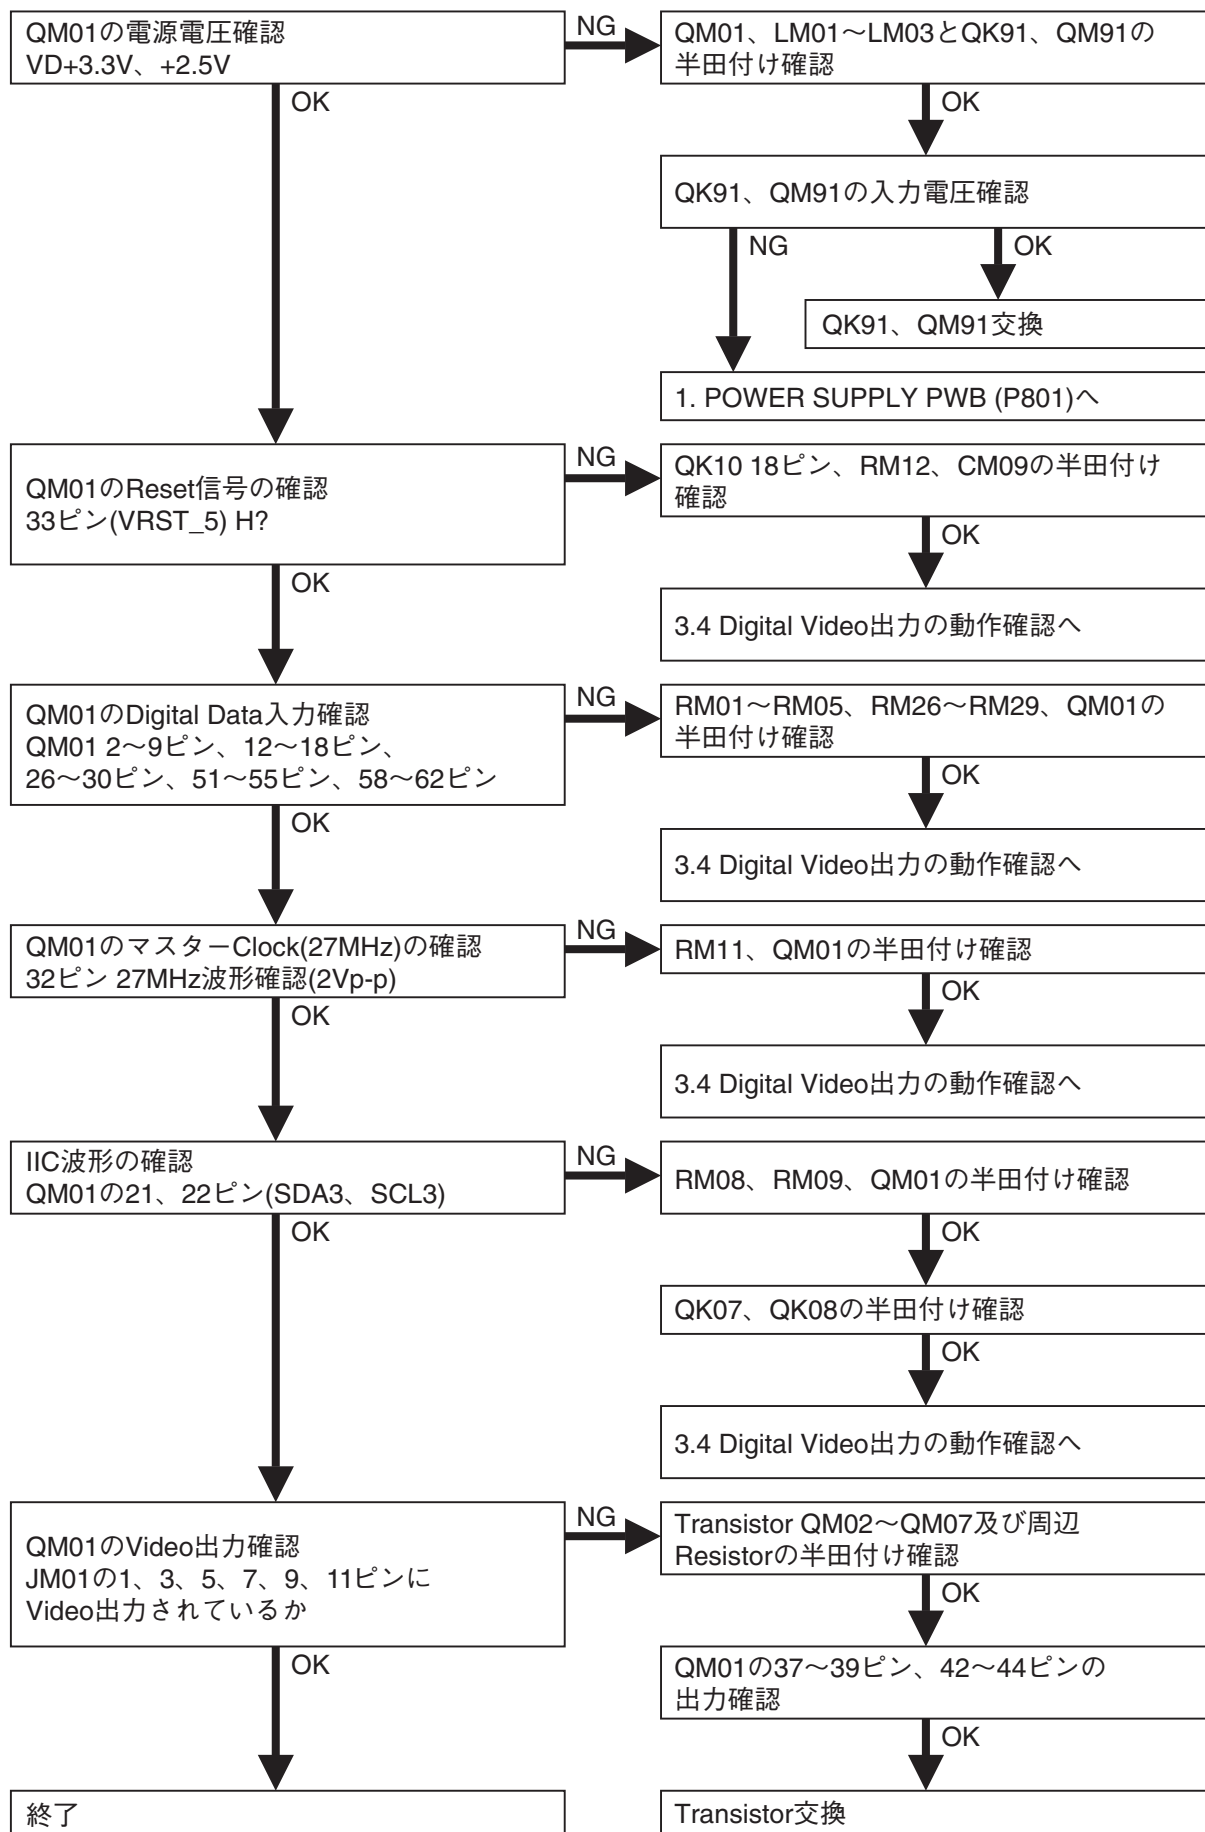 QM01の電源電圧確認
VD+3.3V、+2.5V
NG
QM01、LM01〜LM03とQK91、QM91の
半田付け確認
OK
OK
QK91、QM91の入力電圧確認
NG
OK
QK91、QM91交換
1. POWER SUPPLY PWB (P801)へ
QM01のReset信号の確認
33ピン(VRST_5) H?
NG
QK10 18ピン、RM12、CM09の半田付け
確認
OK
OK
3.4 Digital Video出力の動作確認へ
QM01のDigital Data入力確認
QM01 2〜9ピン、12〜18ピン、
26〜30ピン、51〜55ピン、58〜62ピン
NG
RM01〜RM05、RM26〜RM29、QM01の
半田付け確認
OK
OK
3.4 Digital Video出力の動作確認へ
QM01のマスターClock(27MHz)の確認
32ピン 27MHz波形確認(2Vp-p)
NG
RM11、QM01の半田付け確認
OK
OK
3.4 Digital Video出力の動作確認へ
IIC波形の確認
QM01の21、22ピン(SDA3、SCL3)
NG
RM08、RM09、QM01の半田付け確認
OK
OK
QK07、QK08の半田付け確認
OK
3.4 Digital Video出力の動作確認へ
QM01のVideo出力確認
JM01の1、3、5、7、9、11ピンに
Video出力されているか
NG
Transistor QM02〜QM07及び周辺
Resistorの半田付け確認
OK
OK
QM01の37〜39ピン、42〜44ピンの
出力確認
OK
終了
Transistor交換